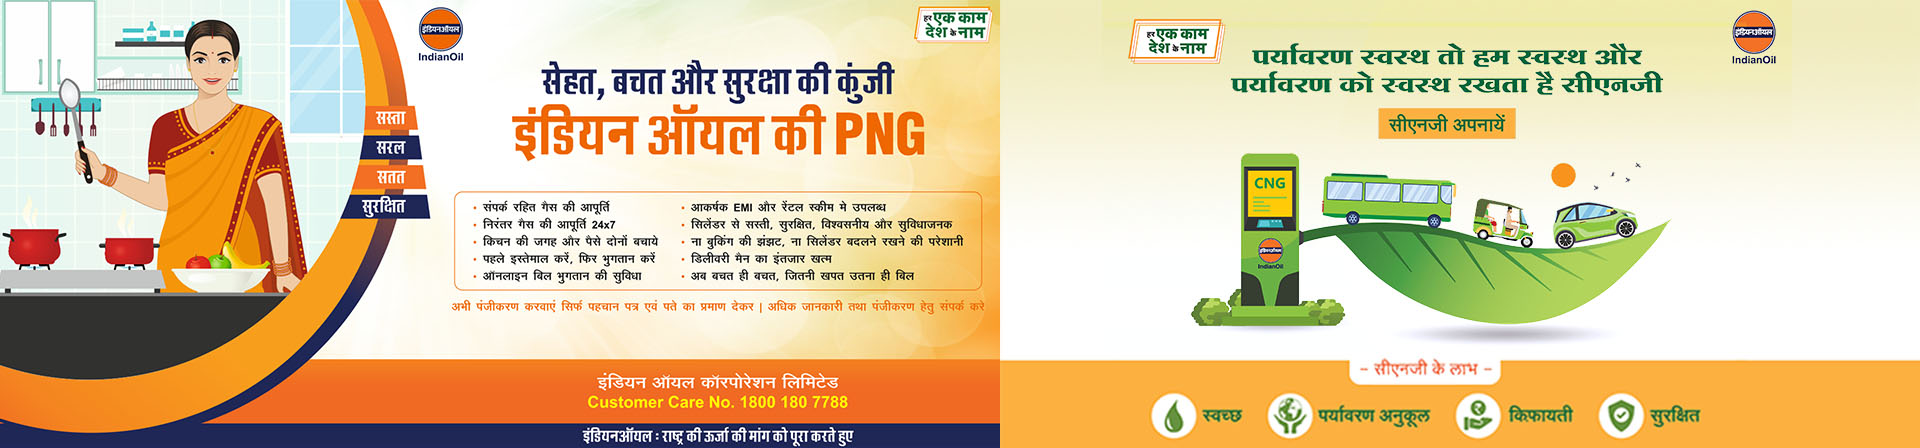 इंडियनऑयल
IndianOil
हर एक काम
देश के नाम
सेहत, बचत और सुरक्षा की कुंजी
इंडियन ऑयल की PNG
सस्ता
सरल
सतत
सुरक्षित
• संपर्क रहित गैस की आपूर्ति
• निरंतर गैस की आपूर्ति 24x7
• किचन की जगह और पैसे दोनों बचाये
• पहले इस्तेमाल करें, फिर भुगतान करें
• ऑनलाइन बिल भुगतान की सुविधा
• आकर्षक EMI और रेंटल स्कीम मे उपलब्ध
• सिलेंडर से सस्ती, सुरक्षित, विश्वसनीय और सुविधाजनक
• ना बुकिंग की झंझट, ना सिलेंडर बदलने रखने की परेशानी
• डिलीवरी मैन का इंतजार खत्म
• अब बचत ही बचत, जितनी खपत उतना ही बिल
अभी पंजीकरण करवाएं सिर्फ पहचान पत्र एवं पते का प्रमाण देकर | अधिक जानकारी तथा पंजीकरण हेतु संपर्क करे
इंडियन ऑयल कॉरपोरेशन लिमिटेड
Customer Care No. 1800 180 7788
इंडियनऑयल : राष्ट्र की ऊर्जा की मांग को पूरा करते हुए
हर एक काम
देश के नाम
इंडियनऑयल
IndianOil
पर्यावरण स्वस्थ तो हम स्वस्थ और
पर्यावरण को स्वस्थ रखता है सीएनजी
सीएनजी अपनायें
CNG
इंडियनऑयल
IndianOil
– सीएनजी के लाभ –
स्वच्छ
पर्यावरण अनुकूल
किफायती
सुरक्षित